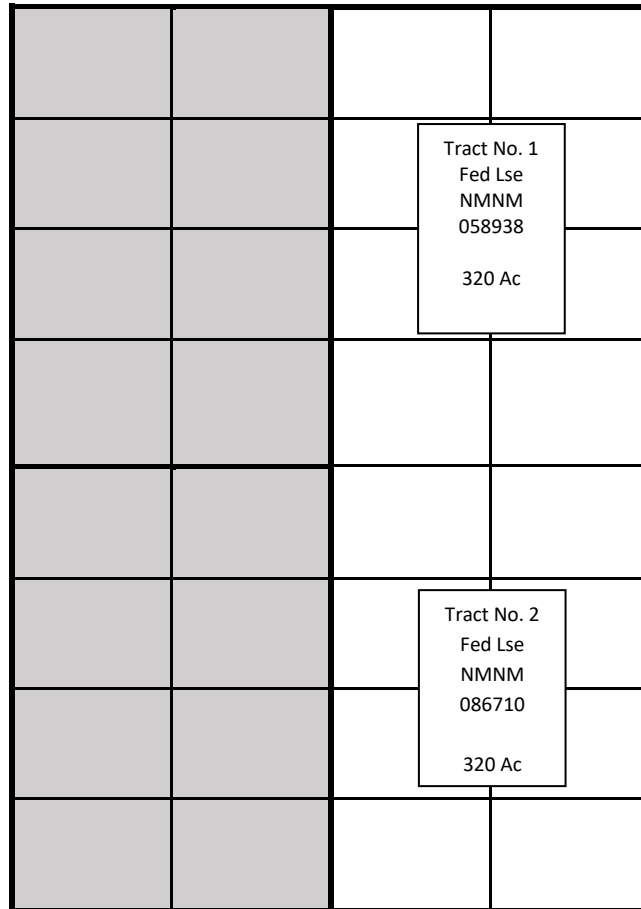 Tract No. 1
Fed Lse
NMNM
058938
320 Ac
Tract No. 2
Fed Lse
NMNM
086710
320 Ac